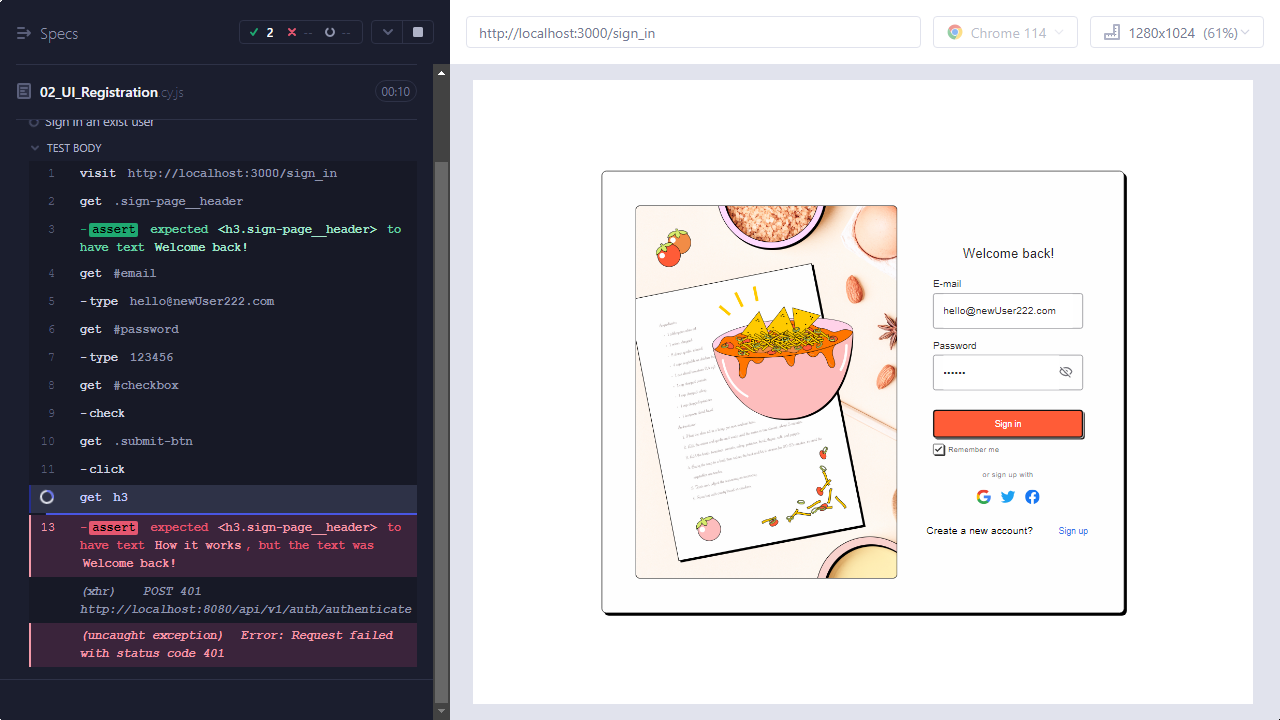 Specs
2
--
--
02_UI_Registration.cy.js
00:10
Sign in an exist user
TEST BODY
1 visit http://localhost:3000/sign_in
2 get .sign-page__header
3 -assert expected <h3.sign-page__header> to
have text Welcome back!
4 get #email
5 -type hello@newUser222.com
6 get #password
7 -type 123456
8 get #checkbox
9 -check
10 get .submit-btn
11 -click
get h3
13 -assert expected <h3.sign-page__header> to
have text How it works, but the text was
Welcome back!
(xhr) POST 401
http://localhost:8080/api/v1/auth/authenticate
(uncaught exception) Error: Request failed
with status code 401
http://localhost:3000/sign_in
Chrome 114
1280x1024 (61%)
Welcome back!
E-mail
hello@newUser222.com
Password
••••••
Sign in
Remember me
or sign up with
Create a new account? Sign up